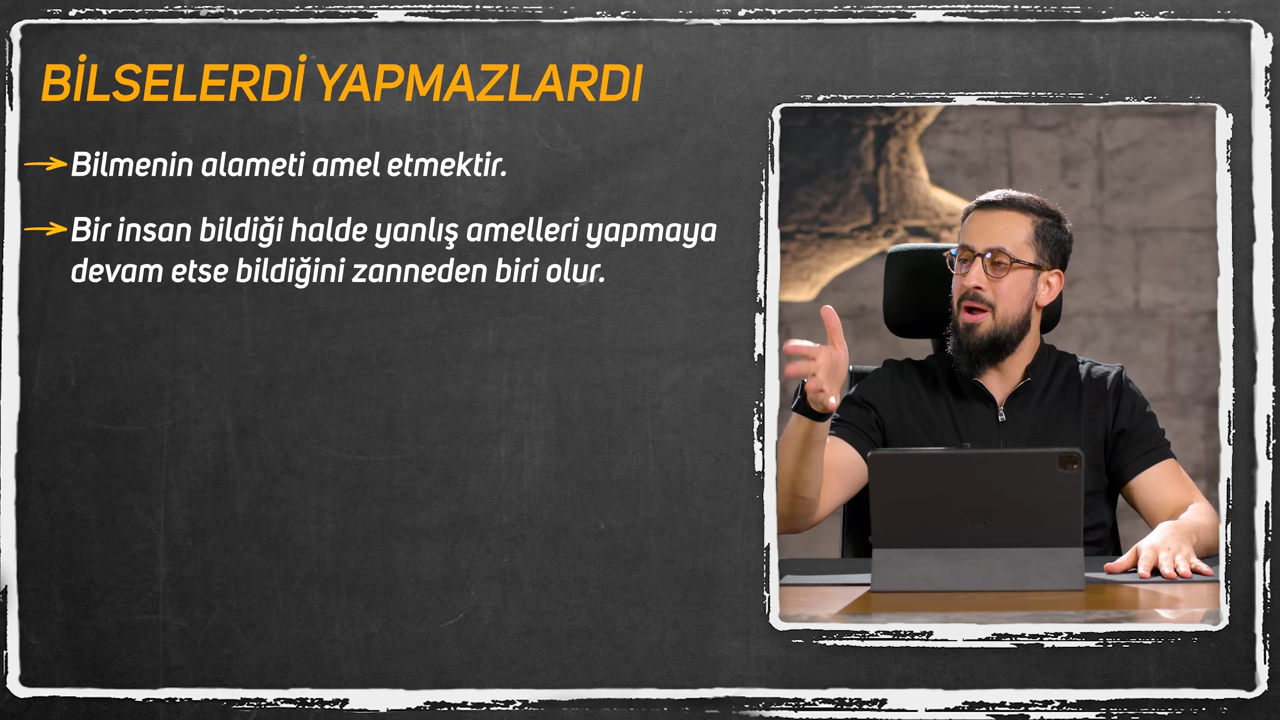 BİLSELERDİ YAPMAZLARDI
Bilmenin alameti amel etmektir.
Bir insan bildiği halde yanlış amelleri yapmaya
devam etse bildiğini zanneden biri olur.